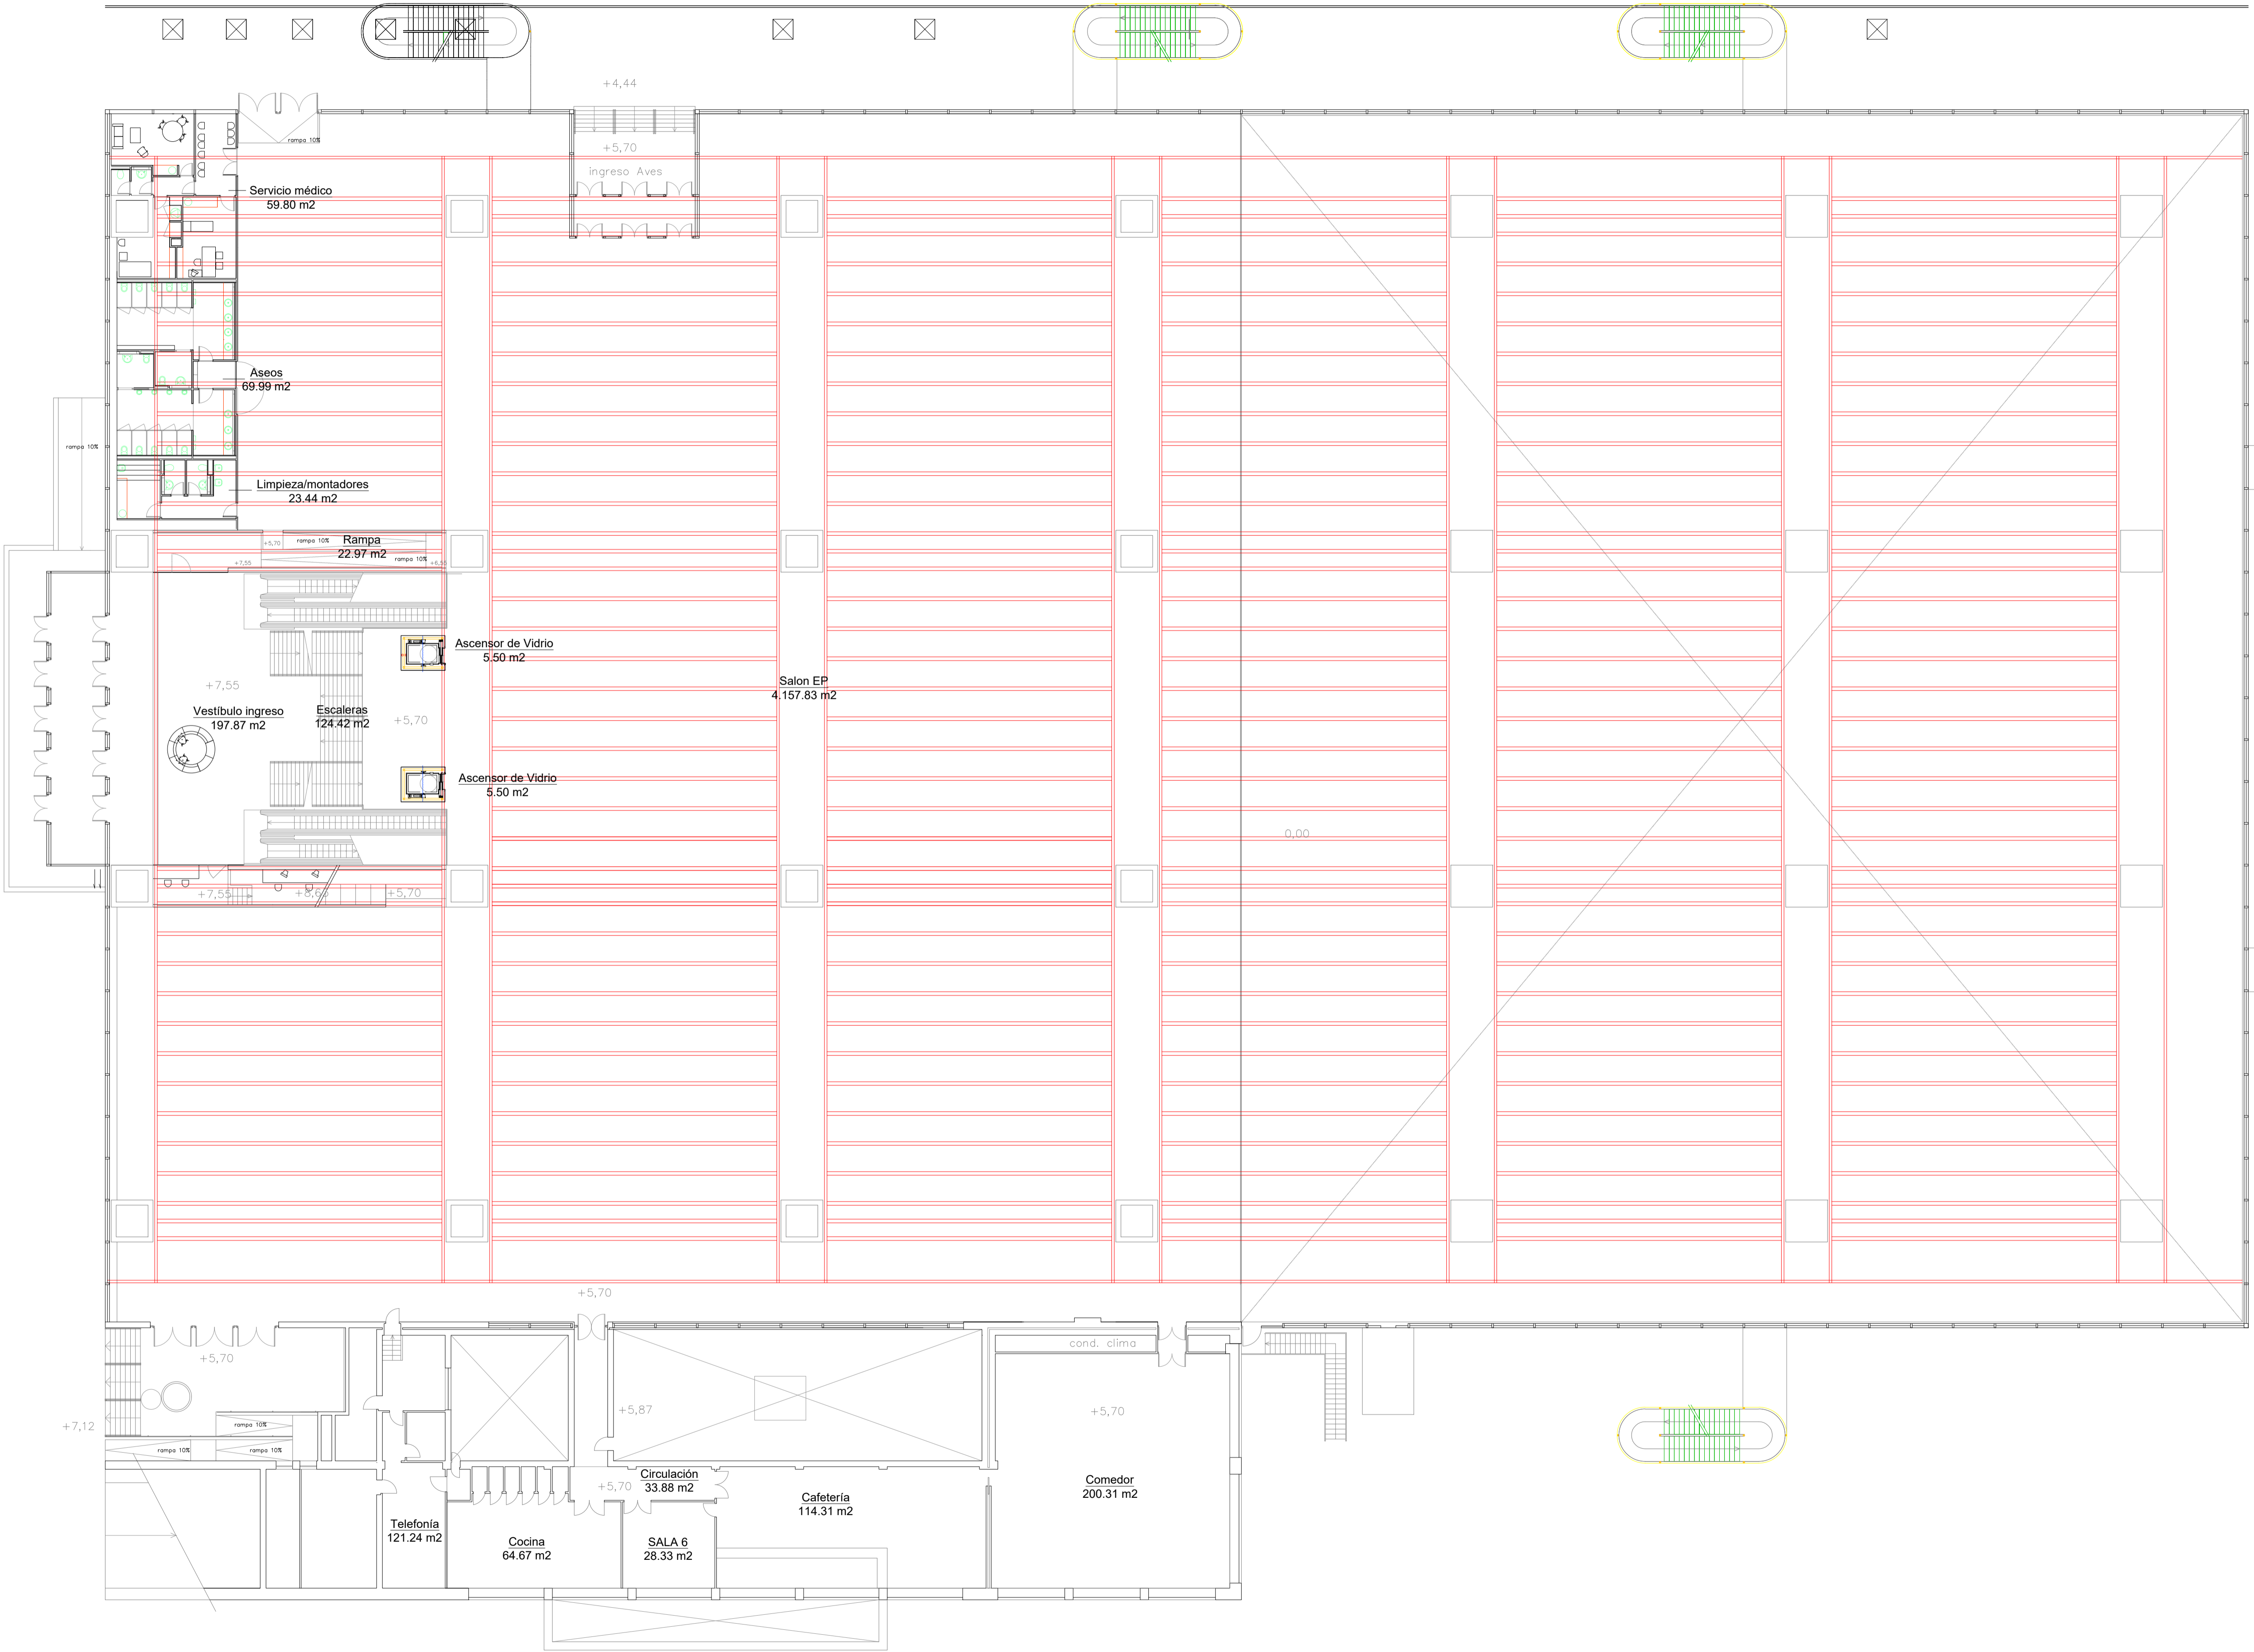 +4,44
rampa 10%
+5,70
ingreso Aves
Servicio médico
59.80 m2
Aseos
69.99 m2
rampa 10%
Limpieza/montadores
23.44 m2
+5,70
rampa 10%
Rampa
22.97 m2
rampa 10%
+7,55
Ascensor de Vidrio
5.50 m2
+7,55
Salon EP
4.157.83 m2
Vestíbulo ingreso
197.87 m2
Escaleras
124.42 m2
+5,70
Ascensor de Vidrio
5.50 m2
0,00
+7,55
+5,70
+5,70
cond. clima
+5,70
+5,87
+5,70
+7,12
rampa 10%
rampa 10%
rampa 10%
Circulación
33.88 m2
+5,70
Comedor
200.31 m2
Cafetería
114.31 m2
Telefonía
121.24 m2
Cocina
64.67 m2
SALA 6
28.33 m2